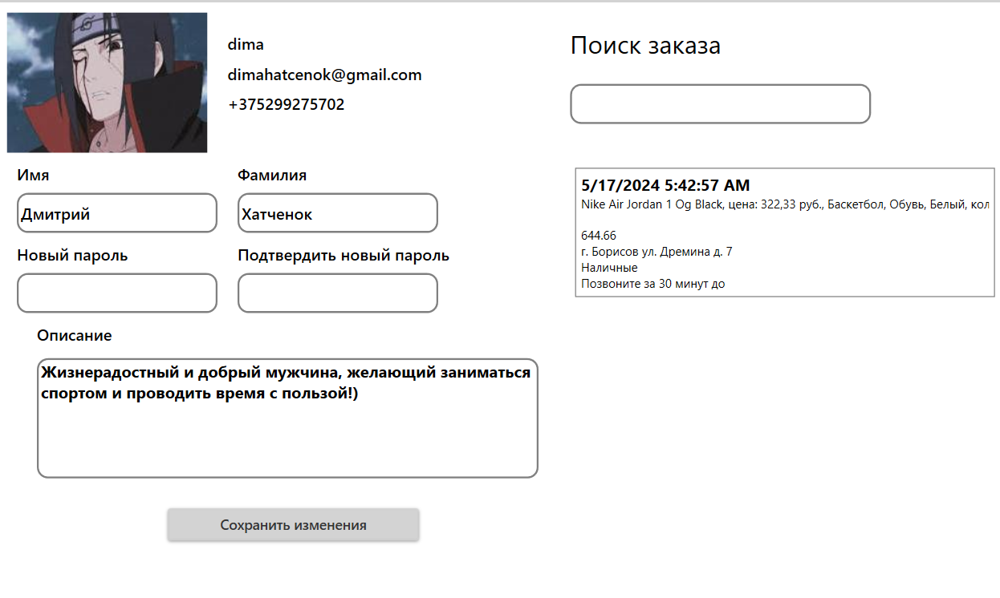 dima
dimahatcenok@gmail.com
+375299275702
Имя
Фамилия
Дмитрий
Хатченок
Новый пароль
Подтвердить новый пароль
Описание
Жизнерадостный и добрый мужчина, желающий заниматься
спортом и проводить время с пользой!)
Сохранить изменения
Поиск заказа
5/17/2024 5:42:57 AM
Nike Air Jordan 1 Og Black, цена: 322,33 руб., Баскетбол, Обувь, Белый, кол
644.66
г. Борисов ул. Дремина д. 7
Наличные
Позвоните за 30 минут до